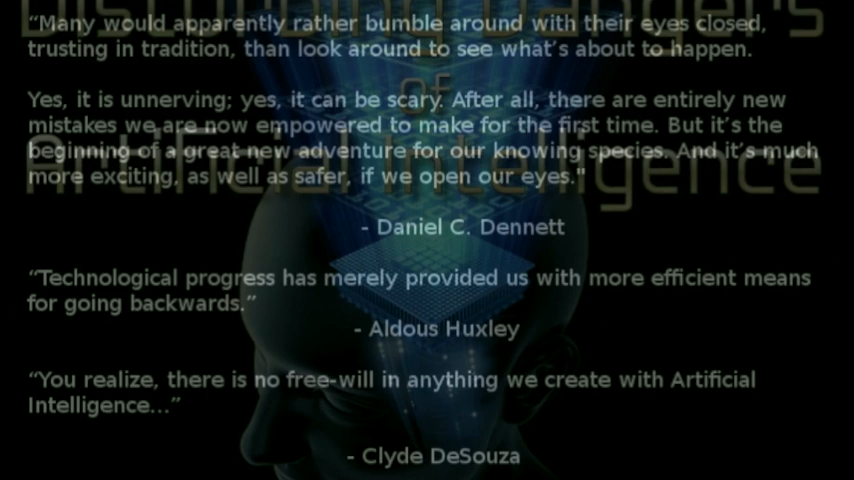 Disturbing Dangers
“Many would apparently rather bumble around with their eyes closed,
trusting in tradition, than look around to see what’s about to happen.
of
Yes, it is unnerving; yes, it can be scary. After all, there are entirely new
mistakes we are now empowered to make for the first time. But it’s the
beginning of a great new adventure for our knowing species. And it’s much
more exciting, as well as safer, if we open our eyes."
Artificial Intelligence
- Daniel C. Dennett
“Technological progress has merely provided us with more efficient means
for going backwards.”
- Aldous Huxley
“You realize, there is no free-will in anything we create with Artificial
Intelligence...”
- Clyde DeSouza